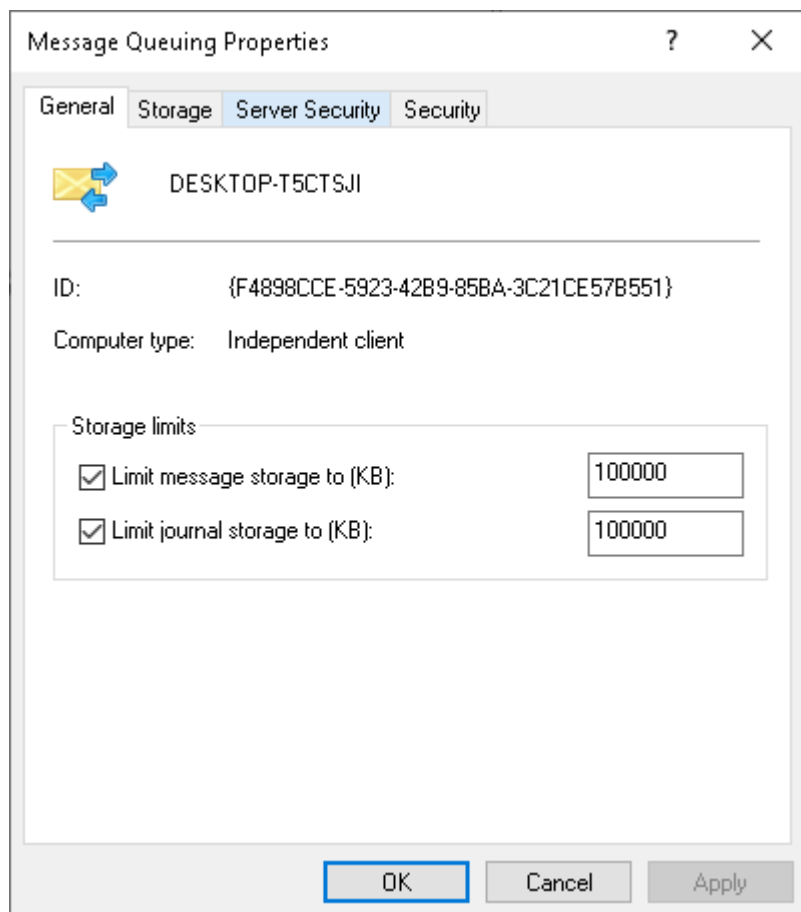 Message Queuing Properties ?
General Storage Server Security Security
DESKTOP-T5CTSJI
ID: {F4898CCE-5923-42B9-85BA-3C21CE57B551}
Computer type: Independent client
Storage limits
Limit message storage to (KB): 100000
Limit journal storage to (KB): 100000
OK Cancel Apply